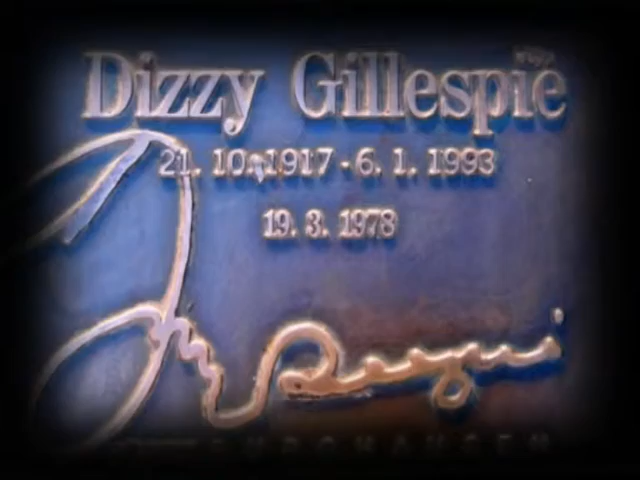 Dizzy Gillespie
21. 10. 1917 - 6. 1. 1993
19. 3. 1978